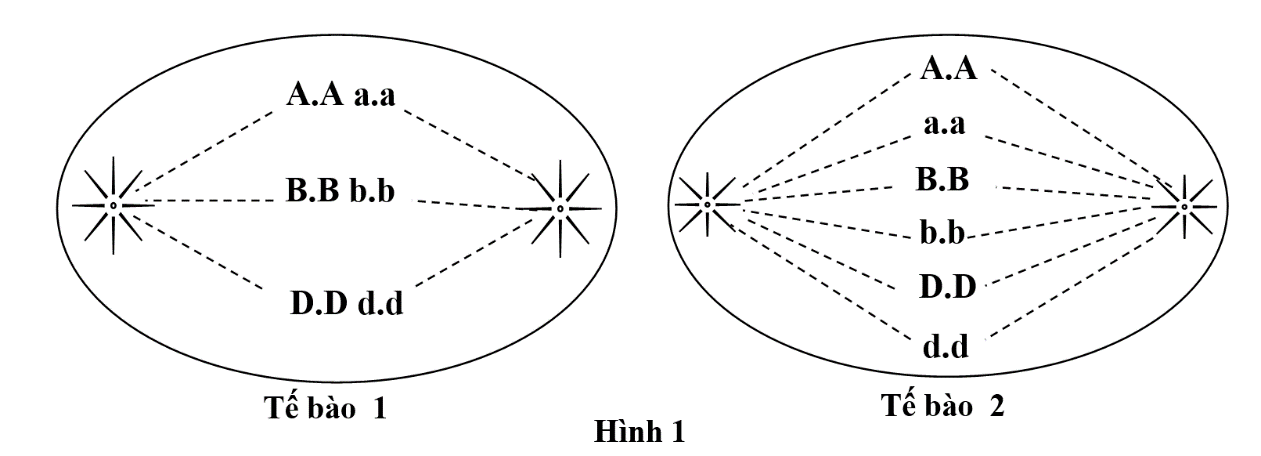 A.A a.a
B.B b.b
D.D d.d
Tế bào 1
A.A
a.a
B.B
b.b
D.D
d.d
Tế bào 2
Hình 1